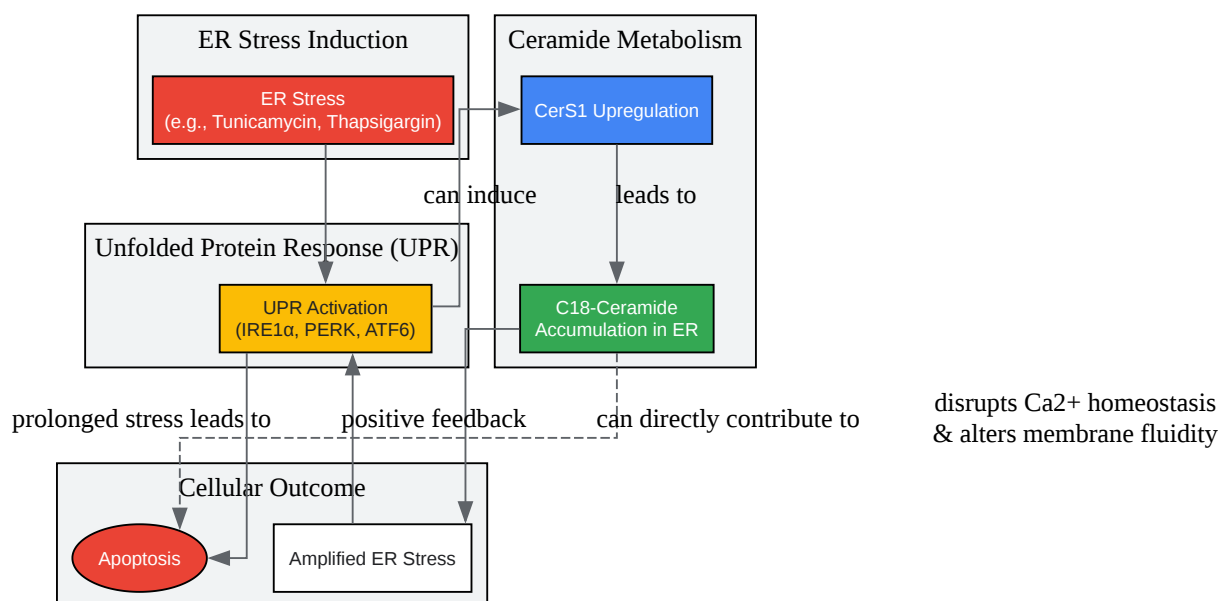 ER Stress Induction
Ceramide Metabolism
ER Stress
(e.g., Tunicamycin, Thapsigargin)
CerS1 Upregulation
can induce
leads to
Unfolded Protein Response (UPR)
UPR Activation
(IRE1α, PERK, ATF6)
C18-Ceramide
Accumulation in ER
prolonged stress leads to
positive feedback
can directly contribute to
disrupts Ca2+ homeostasis
& alters membrane fluidity
Cellular Outcome
Apoptosis
Amplified ER Stress